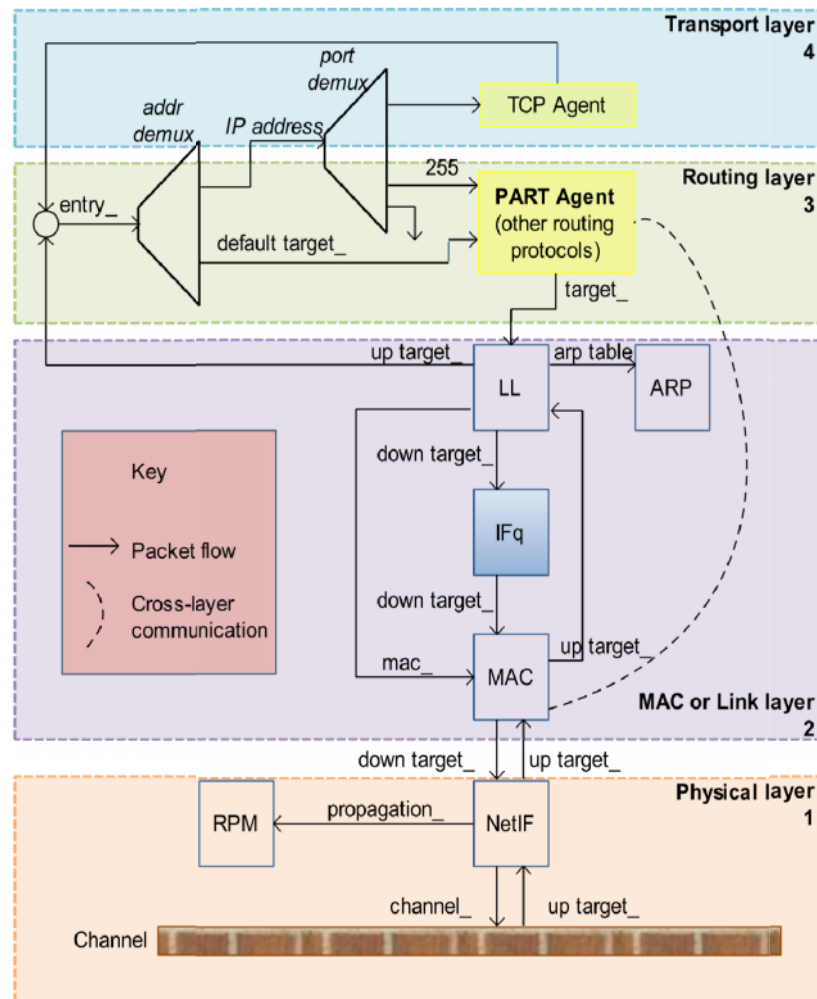 Transport layer
4
port
demux
addr
demux
IP address
TCP Agent
Routing layer
3
255
entry_
PART Agent
(other routing
protocols)
default target_
target_
up target_
arp table
LL
ARP
down target_
Key
IFq
Packet flow
down target_
Cross-layer
communication
mac_
up target_
MAC
MAC or Link layer
2
down target_
up target_
Physical layer
1
RPM
propagation_
NetIF
channel_
up target_
Channel